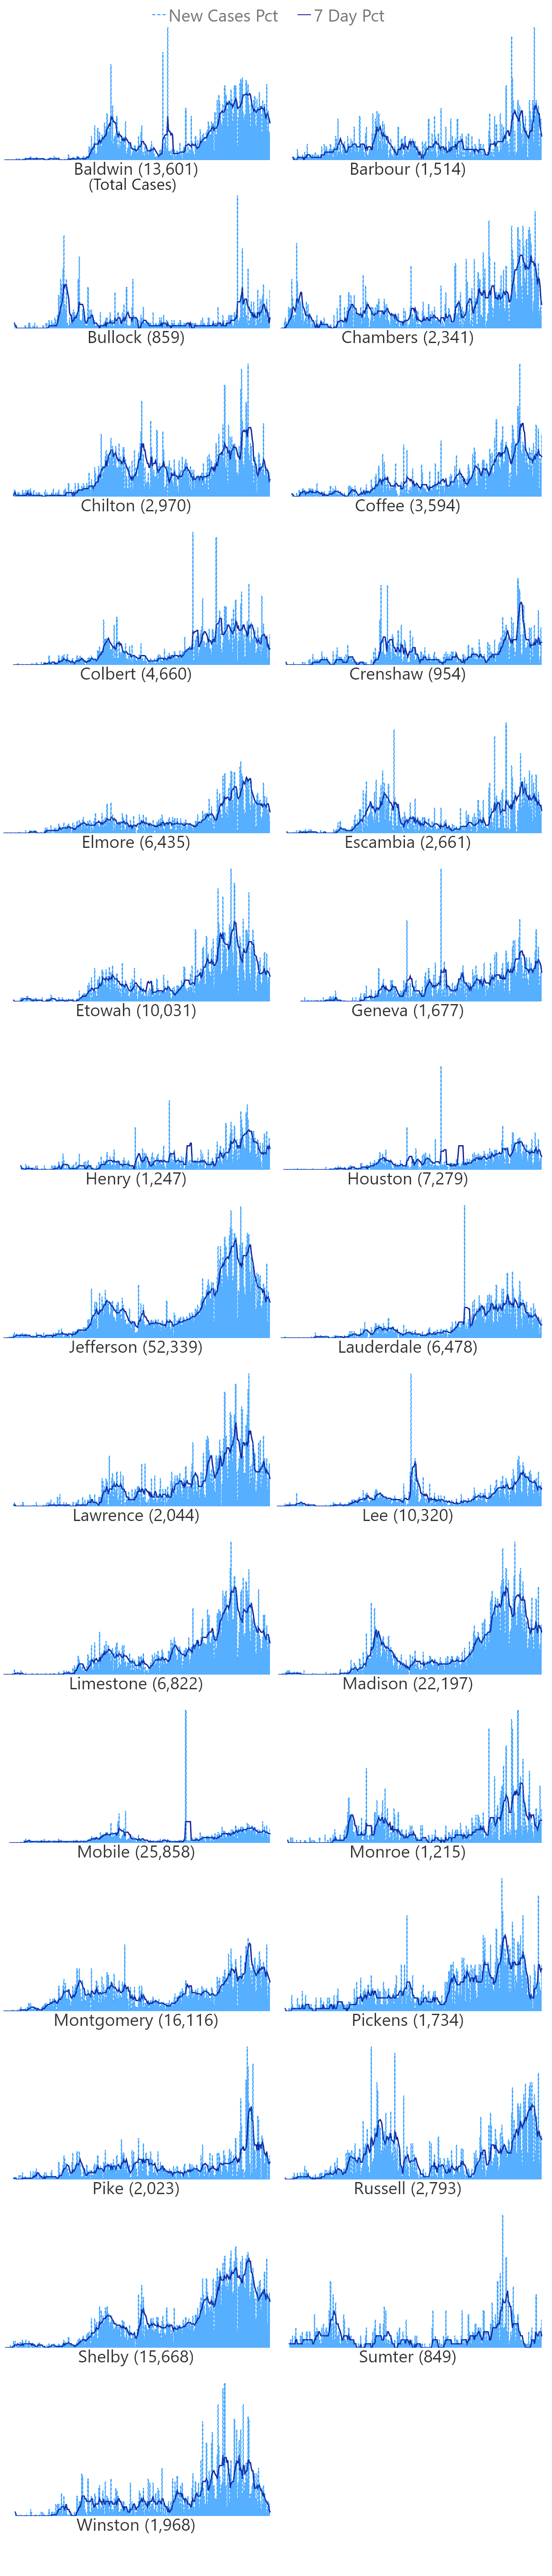 New Cases Pct 7 Day Pct
Baldwin (13,601)
(Total Cases)
Barbour (1,514)
Bullock (859)
Chambers (2,341)
Chilton (2,970)
Coffee (3,594)
Colbert (4,660)
Crenshaw (954)
Elmore (6,435)
Escambia (2,661)
Etowah (10,031)
Geneva (1,677)
Henry (1,247)
Houston (7,279)
Jefferson (52,339)
Lauderdale (6,478)
Lawrence (2,044)
Lee (10,320)
Limestone (6,822)
Madison (22,197)
Mobile (25,858)
Monroe (1,215)
Montgomery (16,116)
Pickens (1,734)
Pike (2,023)
Russell (2,793)
Shelby (15,668)
Sumter (849)
Winston (1,968)